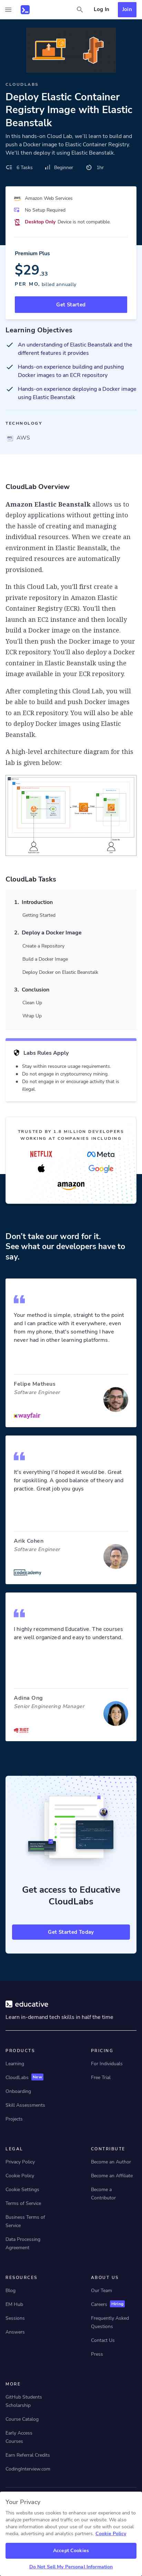 Log In
Join
CLOUDLABS
Deploy Elastic Container
Registry Image with Elastic
Beanstalk
In this hands-on Cloud Lab, we'll learn to build and
push a Docker image to Elastic Container Registry.
We'll then deploy it using Elastic Beanstalk.
6 Tasks
Beginner
1hr
Amazon Web Services
No Setup Required
Desktop Only Device is not compatible.
Premium Plus
$29.33
PER MO, billed annually
Get Started
Learning Objectives
An understanding of Elastic Beanstalk and the
different features it provides
Hands-on experience building and pushing
Docker images to an ECR repository
Hands-on experience deploying a Docker image
using Elastic Beanstalk
TECHNOLOGY
AWS
CloudLab Overview
Amazon Elastic Beanstalk allows us to
deploy applications without getting into
the hassle of creating and managing
individual resources. When we create an
environment in Elastic Beanstalk, the
required resources are automatically
provisioned.
In this Cloud Lab, you'll first create a
private repository in Amazon Elastic
Container Registry (ECR). You'll then
launch an EC2 instance and then locally
build a Docker image on the instance.
You'll then push the Docker image to your
ECR repository. You'll also deploy a Docker
image to Elastic Beanstalk using the
image available in your ECR repository.
After completing this Cloud Lab, you will
be able to build and push Docker images
to an ECR repository. You will also be able
to deploy Docker images using Elastic
Beanstalk.
A high-level architecture diagram for this
lab is given below:
CloudLab Tasks
1. Introduction
Getting Started
2. Deploy a Docker Image
Create a Repository
Build a Docker Image
Deploy Docker on Elastic Beanstalk
3. Conclusion
Clean Up
Wrap Up
Labs Rules Apply
Stay within resource usage requirements.
Do not engage in cryptocurrency mining.
Do not engage in or encourage activity that is
illegal.
TRUSTED BY 1.8 MILLION DEVELOPERS
WORKING AT COMPANIES INCLUDING
NETFLIX
Meta
Google
amazon
Don't take our word for it.
See what our developers have to
say.
Your method is simple, straight to the point
and I can practice with it everywhere, even
from my phone, that's something I have
never had in other learning platforms.
Felipe Matheus
Software Engineer
wayfair
It's everything I'd hoped it would be. Great
for upskilling. A good balance of theory and
practice. Great job you guys
Arik Cohen
Software Engineer
codecademy
I highly recommend Educative. The courses
are well organized and easy to understand.
Adina Ong
Senior Engineering Manager
RIOT
Get access to Educative
CloudLabs
Get Started Today
educative
Learn in-demand tech skills in half the time
PRODUCTS
Learning
CloudLabs New
Onboarding
Skill Assessments
Projects
PRICING
For Individuals
Free Trial
LEGAL
Privacy Policy
Cookie Policy
Cookie Settings
Terms of Service
Business Terms of
Service
Data Processing
Agreement
CONTRIBUTE
Become an Author
Become an Affiliate
Become a
Contributor
RESOURCES
Blog
EM Hub
Sessions
Answers
ABOUT US
Our Team
Careers Hiring
Frequently Asked
Questions
Contact Us
Press
MORE
GitHub Students
Scholarship
Course Catalog
Early Access
Courses
Earn Referral Credits
CodingInterview.com
Your Privacy
We use cookies to enhance user experience and to
analyze traffic on our website. We also share information
about your use of our site with our social media,
advertising, and analytics partners. Cookie Policy
Accept Cookies
Do Not Sell My Personal Information